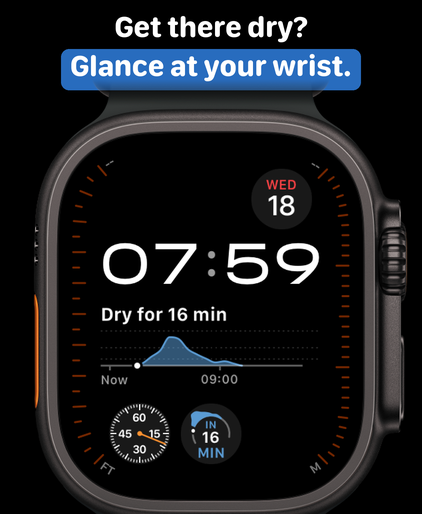 Get there dry?
Glance at your wrist.
WED
18
07:59
Dry for 16 min
Now 09:00
60
45 15
30
IN
16
MIN
FT M